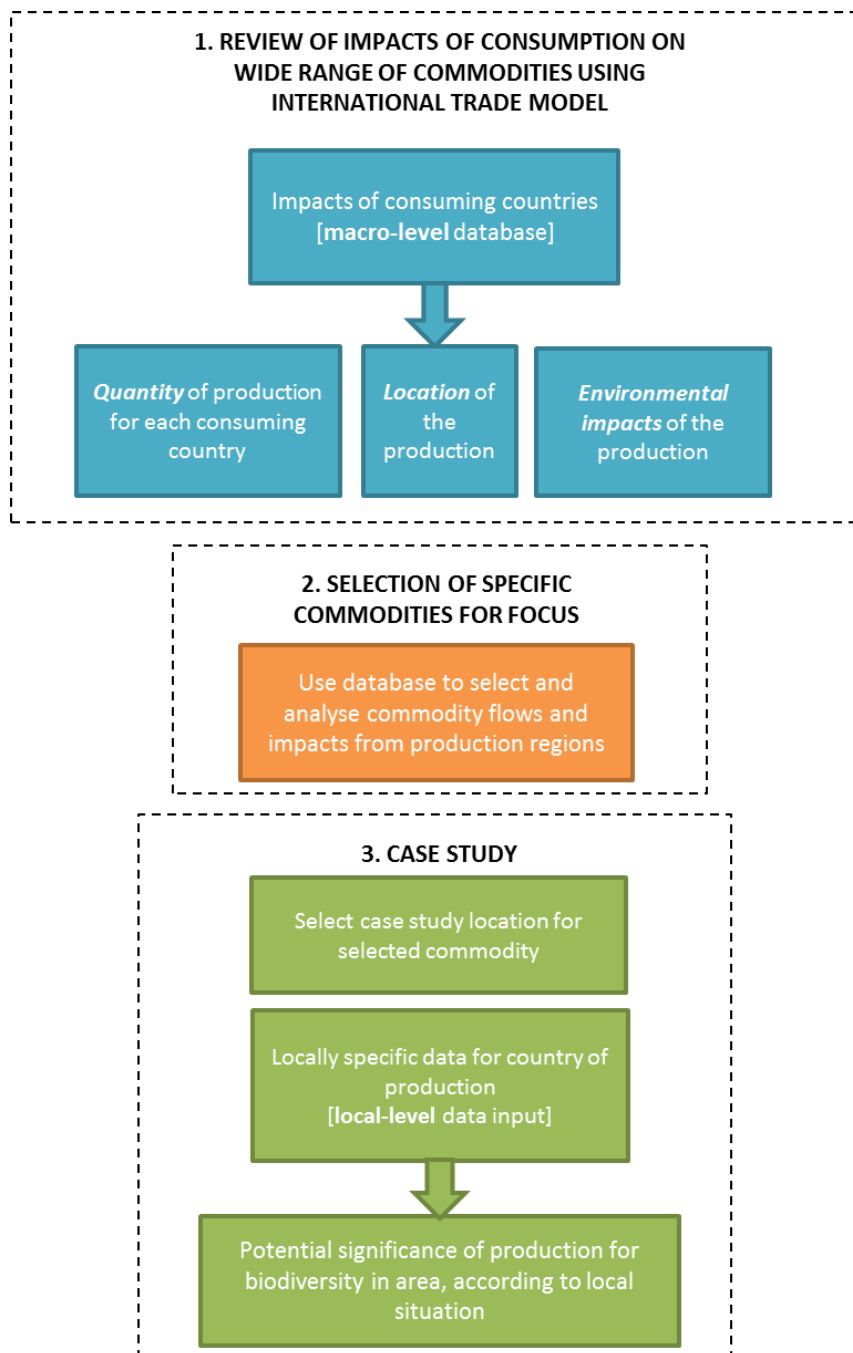 1. REVIEW OF IMPACTS OF CONSUMPTION ON
WIDE RANGE OF COMMODITIES USING
INTERNATIONAL TRADE MODEL
Impacts of consuming countries
[macro-level database]
Quantity of production
for each consuming
country
Location of
the
production
Environmental
impacts of the
production
2. SELECTION OF SPECIFIC
COMMODITIES FOR FOCUS
Use database to select and
analyse commodity flows and
impacts from production regions
3. CASE STUDY
Select case study location for
selected commodity
Locally specific data for country of
production
[local-level data input]
Potential significance of production for
biodiversity in area, according to local
situation